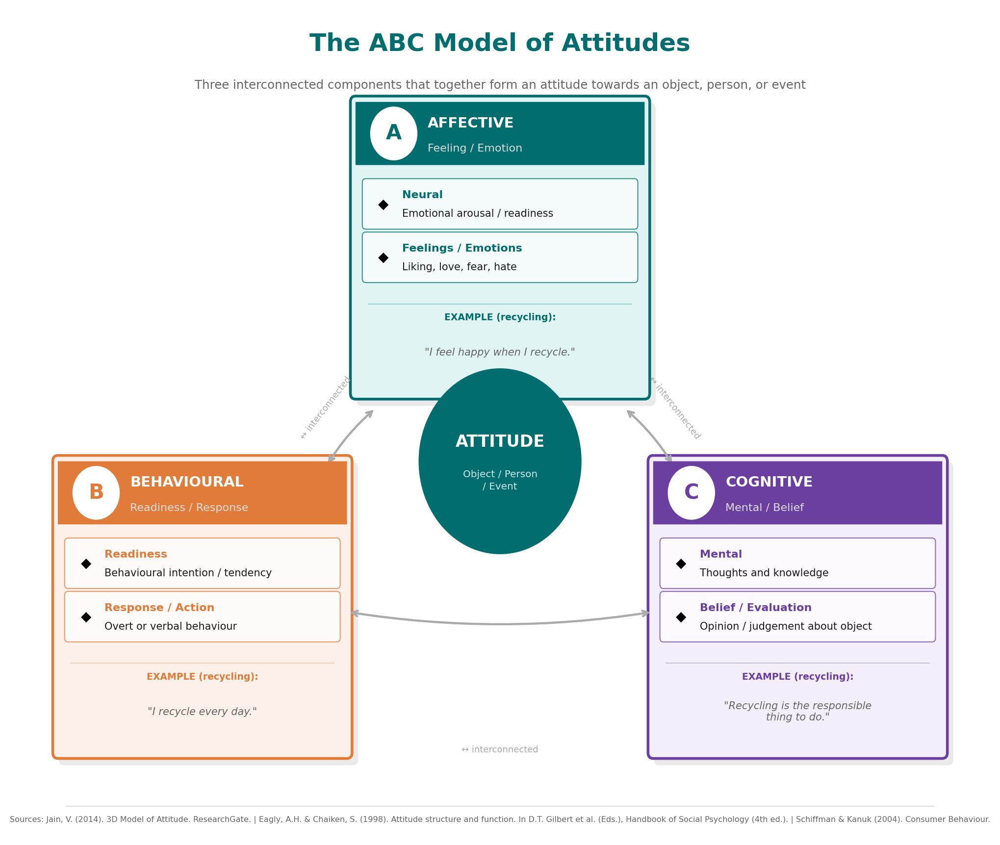 The ABC Model of Attitudes
Three interconnected components that together form an attitude towards an object, person, or event
A
AFFECTIVE
Feeling / Emotion
◆
Neural
Emotional arousal / readiness
◆
Feelings / Emotions
Liking, love, fear, hate
EXAMPLE (recycling):
"I feel happy when I recycle."
↔ interconnected
↔ interconnected
ATTITUDE
Object / Person
/ Event
B
BEHAVIOURAL
Readiness / Response
◆
Readiness
Behavioural intention / tendency
◆
Response / Action
Overt or verbal behaviour
EXAMPLE (recycling):
"I recycle every day."
C
COGNITIVE
Mental / Belief
◆
Mental
Thoughts and knowledge
◆
Belief / Evaluation
Opinion / judgement about object
EXAMPLE (recycling):
"Recycling is the responsible
thing to do."
↔ interconnected
Sources: Jain, V. (2014). 3D Model of Attitude. ResearchGate. | Eagly, A.H. & Chaiken, S. (1998). Attitude structure and function. In D.T. Gilbert et al. (Eds.), Handbook of Social Psychology (4th ed.). | Schiffman & Kanuk (2004). Consumer Behaviour.